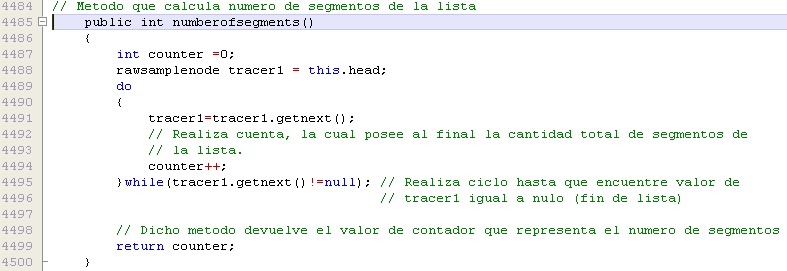 4484 // Metodo que calcula numero de segmentos de la lista
4485 public int numberofsegments()
4486 {
4487 int counter =0;
4488 rawsamplenode tracer1 = this.head;
4489 do
4490 {
4491 tracer1=tracer1.getnext();
4492 // Realiza cuenta, la cual posee al final la cantidad total de segmentos de
4493 // la lista.
4494 counter++;
4495 }while(tracer1.getnext()!=null); // Realiza ciclo hasta que encuentre valor de
4496 // tracer1 igual a nulo (fin de lista)
4497
4498 // Dicho metodo devuelve el valor de contador que representa el numero de segmentos
4499 return counter;
4500 }